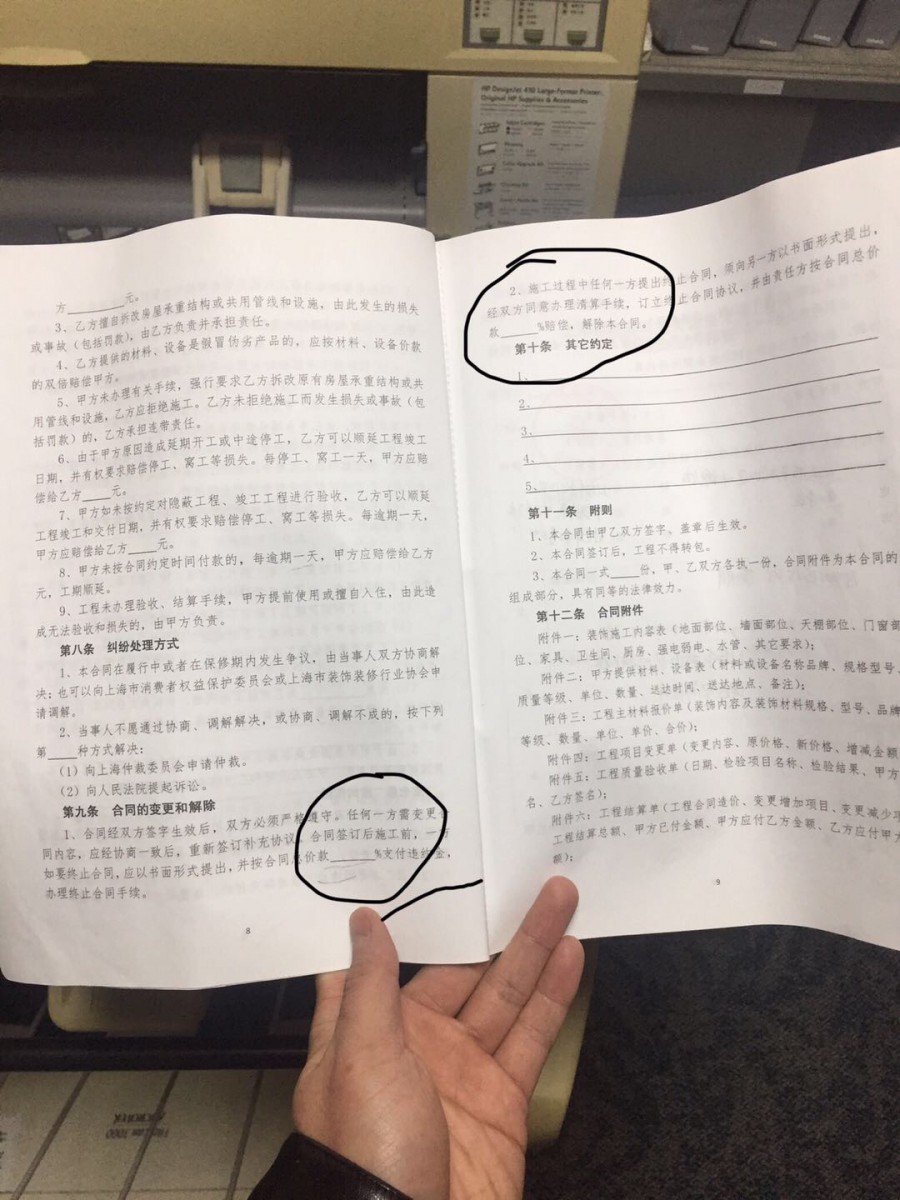 HP DesignJet 430 Large-Format Printer,
Original HP Supplies & Accessories
Inkjet Cartridges
方______元。
3、乙方擅自拆改房屋承重结构或共用管线和设施，由此发生的损失
或事故（包括罚款），由乙方负责并承担责任。
4、乙方提供的材料、设备是假冒伪劣产品的，应按材料、设备价款
的双倍赔偿甲方。
5、甲方未办理有关手续，强行要求乙方拆改原有房屋承重结构或共
用管线和设施，乙方应拒绝施工。乙方未拒绝施工而发生损失或事故（包
括罚款）的，乙方承担连带责任。
6、由于甲方原因造成延期开工或中途停工，乙方可以顺延工程竣工
日期，并有权要求赔偿停工、窝工等损失。每停工、窝工一天，甲方应赔
偿给乙方____元。
7、甲方如未按约定对隐蔽工程、竣工工程进行验收，乙方可以顺延
工程竣工和交付日期，并有权要求赔偿停工、窝工等损失。每逾期一天，
甲方应赔偿给乙方____元。
8、甲方未按合同约定时间付款的，每逾期一天，甲方应赔偿给乙方
元，工期顺延。
9、工程未办理验收、结算手续，甲方提前使用或擅自入住，由此造
成无法验收和损失的，由甲方负责。
第八条 纠纷处理方式
1、本合同在履行中或者在保修期内发生争议，由当事人双方协商解
决；也可以向上海市消费者权益保护委员会或上海市装饰装修行业协会申
请调解。
2、当事人不愿通过协商、调解解决，或协商、调解不成的，按下列
第____种方式解决：
（1）向上海仲裁委员会申请仲裁。
（2）向人民法院提起诉讼。
第九条 合同的变更和解除
1、合同经双方签字生效后，双方必须严格遵守。任何一方需变更
同内容，应经协商一致后，重新签订补充协议。合同签订后施工前，一方
如要终止合同，应以书面形式提出，并按合同总价款______%支付违约金，
办理终止合同手续。
8
2、施工过程中任何一方提出终止合同，须向另一方以书面形式提出，
经双方同意办理清算手续，订立终止合同协议，并由责任方按合同总价
款_____%赔偿，解除本合同。
第十条 其它约定
1、
2、
3、
4、
5、
第十一条 附则
1、本合同由甲乙双方签字、盖章后生效。
2、本合同签订后，工程不得转包。
3、本合同一式____份，甲、乙双方各执一份，合同附件为本合同的
组成部分，具有同等的法律效力。
第十二条 合同附件
附件一：装饰施工内容表（地面部位、墙面部位、天棚部位、门窗部
位、家具、卫生间、厨房、强电弱电、水管、其它要求）；
附件二：甲方提供材料、设备表（材料或设备名称品牌、规格型号、
质量等级、单位、数量、送达时间、送达地点、备注）；
附件三：工程主材料报价单（装饰内容及装饰材料规格、型号、品牌
等级、数量、单位、单价、合价）；
附件四：工程项目变更单（变更内容、原价格、新价格、增减金额
附件五：工程质量验收单（日期、检验项目名称、检验结果、甲方
名、乙方签名）；
附件六：工程结算单（工程合同造价、变更增加项目、变更减少项
工程结算总额、甲方已付金额、甲方应付乙方金额、乙方应付甲方
额）；
9